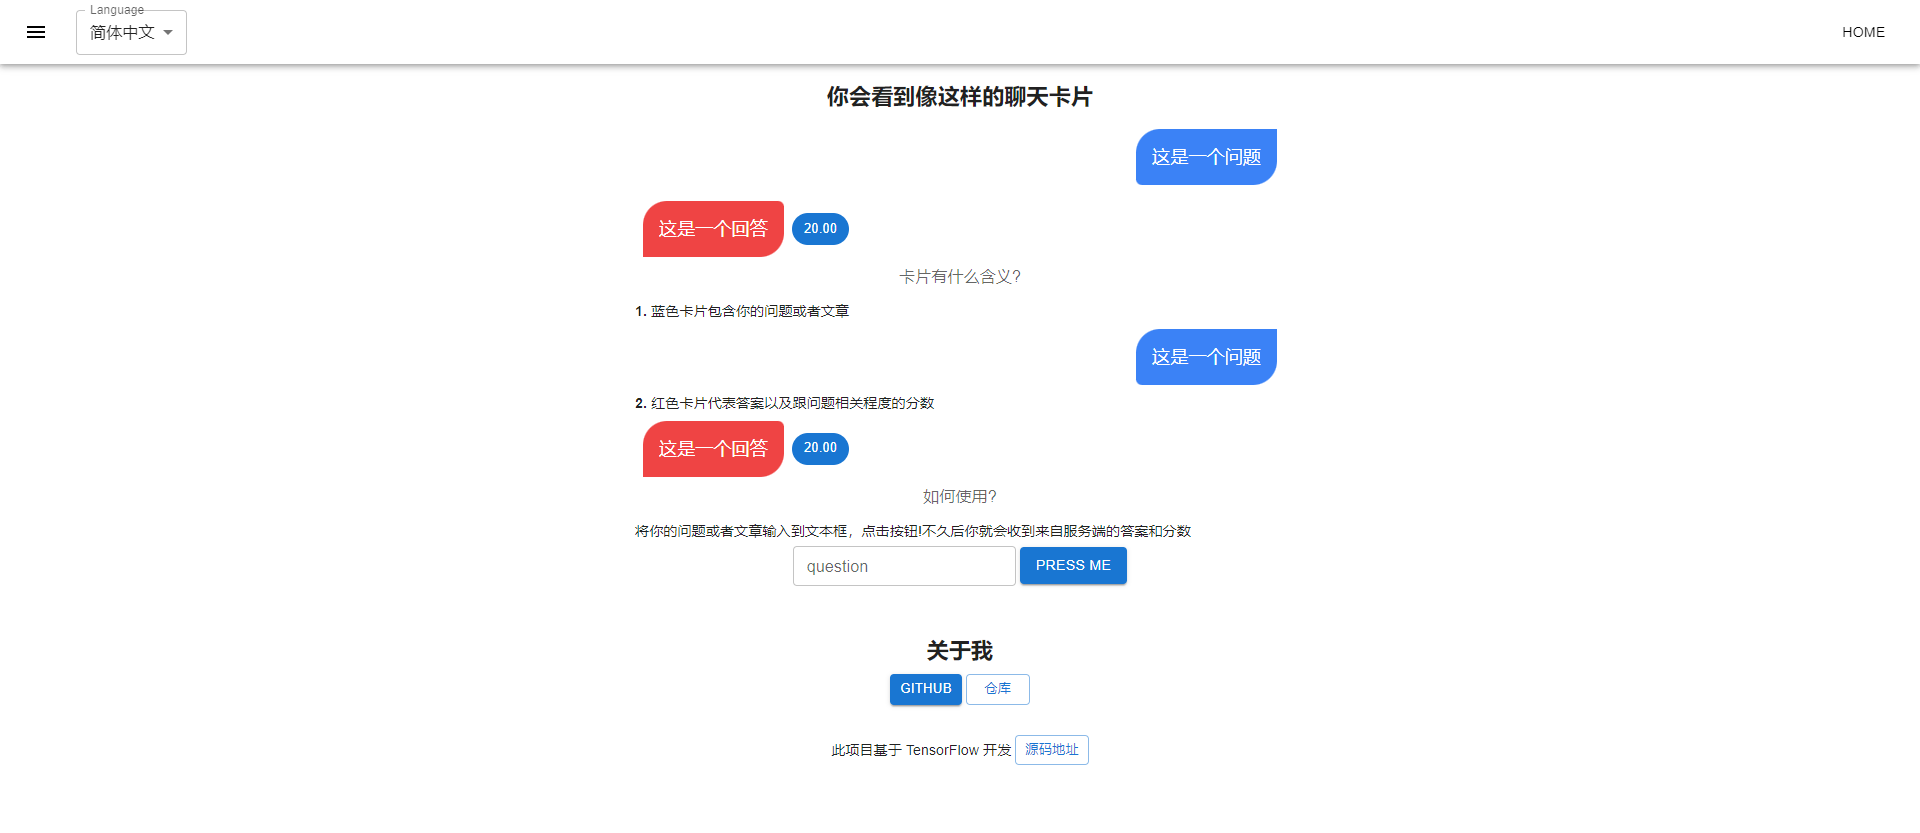 Language
简体中文
HOME
你会看到像这样的聊天卡片
这是一个问题
这是一个回答 20.00
卡片有什么含义?
1. 蓝色卡片包含你的问题或者文章
这是一个问题
2. 红色卡片代表答案以及跟问题相关程度的分数
这是一个回答 20.00
如何使用?
将你的问题或者文章输入到文本框，点击按钮!不久后你就会收到来自服务端的答案和分数
question PRESS ME
关于我
GITHUB 仓库
此项目基于 TensorFlow 开发 源码地址